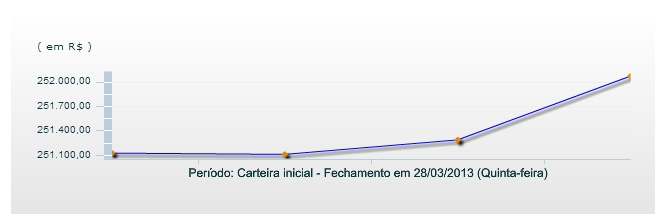 ( em R$ )
252.000,00
251.700,00
251.400,00
251.100,00
Período: Carteira inicial - Fechamento em 28/03/2013 (Quinta-feira)